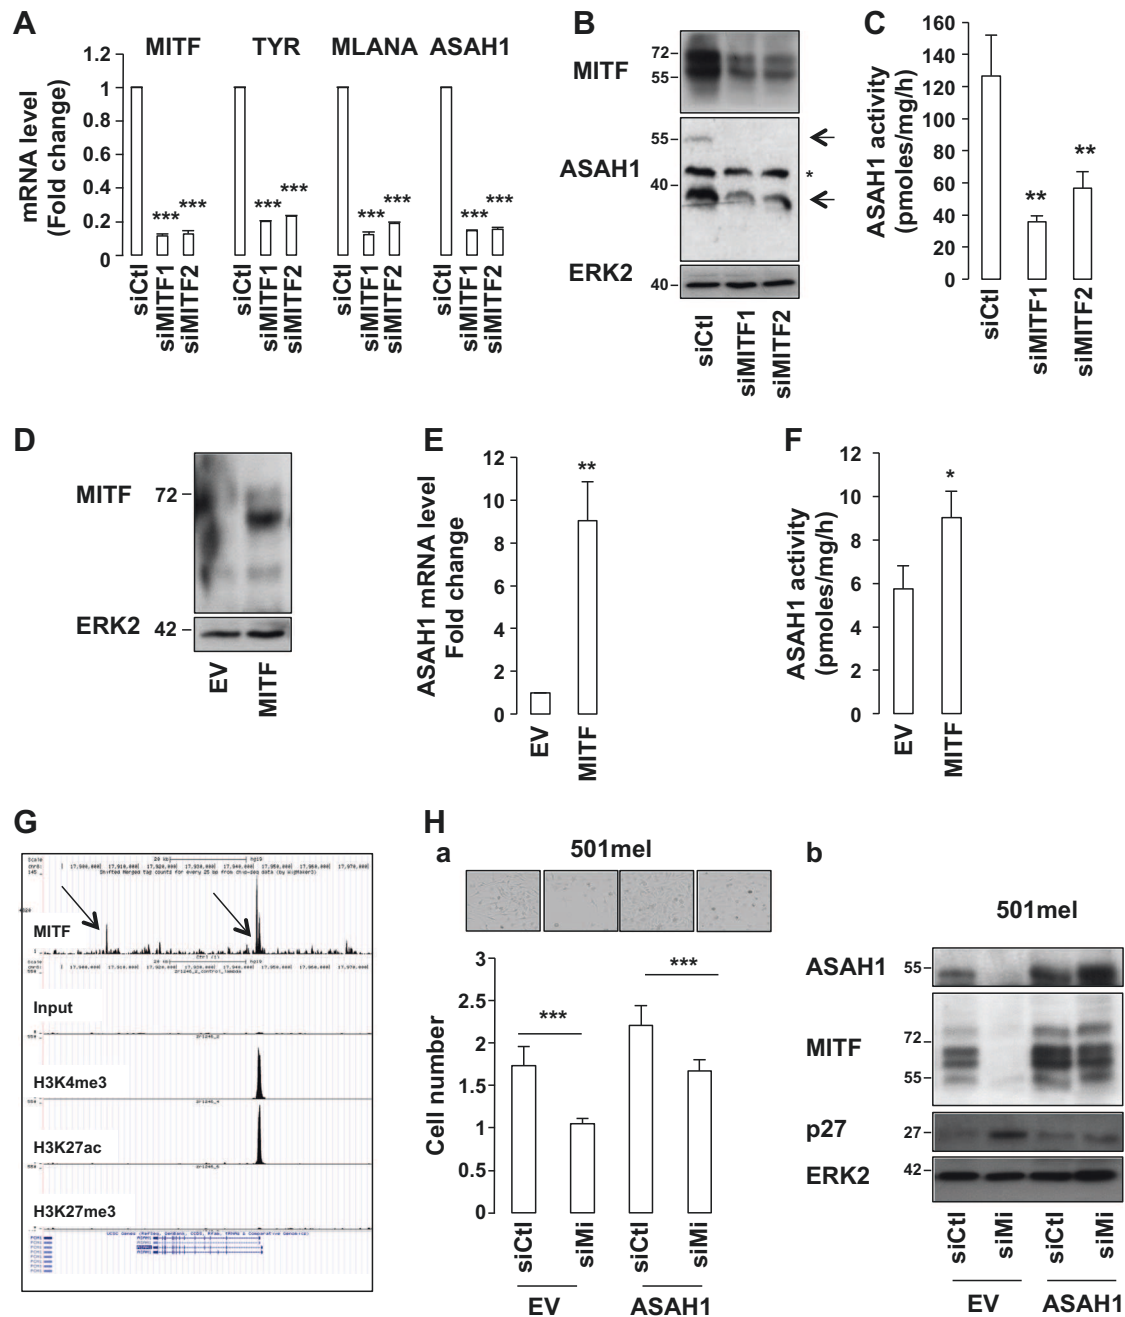 A
MITF TYR MLANA ASAH1
mRNA level
(Fold change)
1.2
1
0.8
0.6
0.4
0.2
0
*** *** *** *** *** *** *** ***
siCtl siMITF1 siMITF2 siCtl siMITF1 siMITF2 siCtl siMITF1 siMITF2 siCtl siMITF1 siMITF2
B
MITF
72
55
ASAH1
55
40
*
ERK2
40
siCtl siMITF1 siMITF2
C
ASAH1 activity
(pmoles/mg/h)
160
140
120
100
80
60
40
20
0
** **
siCtl siMITF1 siMITF2
D
MITF 72
ERK2 42
EV MITF
E
ASAH1 mRNA level
Fold change
12
10
8
6
4
2
0
**
EV MITF
F
ASAH1 activity
(pmoles/mg/h)
12
10
8
6
4
2
0
*
EV MITF
G
Scale
20 kb hg19
MITF
Input
H3K4me3
H3K27ac
H3K27me3
H
a
501mel
Cell number
3
2.5
2
1.5
1
0.5
0
*** ***
siCtl siMi siCtl siMi
EV ASAH1
b
501mel
ASAH1 55
MITF
72
55
p27 27
ERK2 42
siCtl siMi siCtl siMi
EV ASAH1